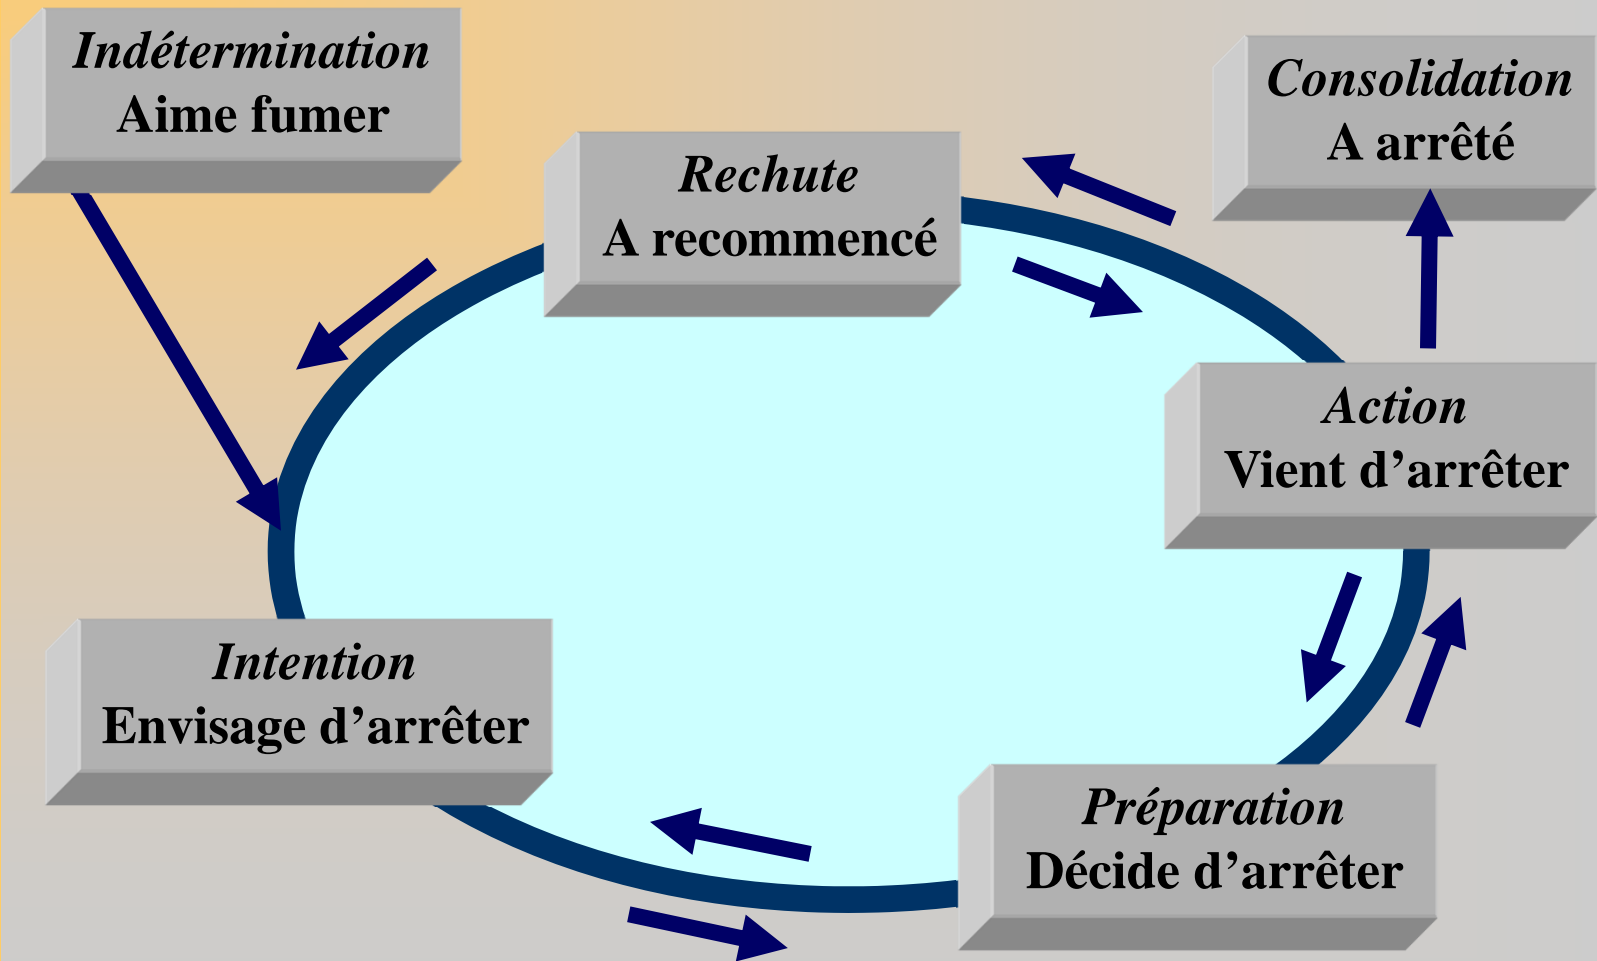 Indétermination
Aime fumer
Consolidation
A arrêté
Rechute
A recommencé
Action
Vient d’arrêter
Intention
Envisage d’arrêter
Préparation
Décide d’arrêter